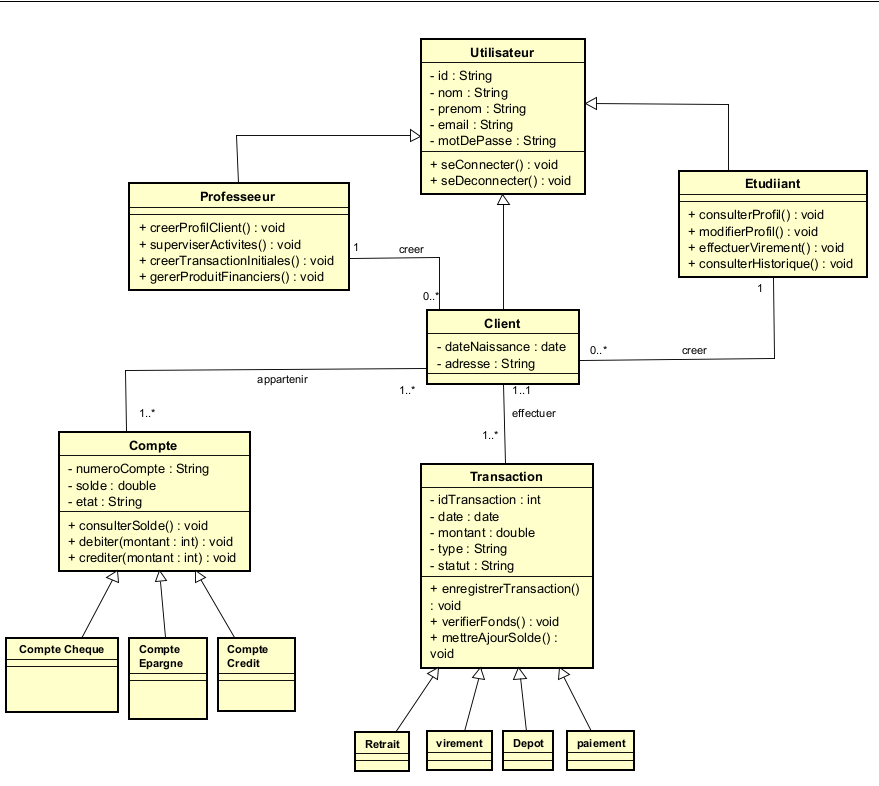 Utilisateur
- id : String
- nom : String
- prenom : String
- email : String
- motDePasse : String
+ seConnecter() : void
+ seDeconnecter() : void
Professeeur
+ creerProfilClient() : void
+ superviserActivites() : void
+ creerTransactionInitiales() : void
+ gererProduitFinanciers() : void
Etudiiant
+ consulterProfil() : void
+ modifierProfil() : void
+ effectuerVirement() : void
+ consulterHistorique() : void
1
creer
0..*
1
0..*
creer
Client
- dateNaissance : date
- adresse : String
appartenir
1..*
1..*
1..1
effectuer
1..*
Compte
- numeroCompte : String
- solde : double
- etat : String
+ consulterSolde() : void
+ debiter(montant : int) : void
+ crediter(montant : int) : void
Transaction
- idTransaction : int
- date : date
- montant : double
- type : String
- statut : String
+ enregistrerTransaction()
: void
+ verifierFonds() : void
+ mettreAjourSolde() :
void
Compte Cheque
Compte
Epargne
Compte
Credit
Retrait
virement
Depot
paiement